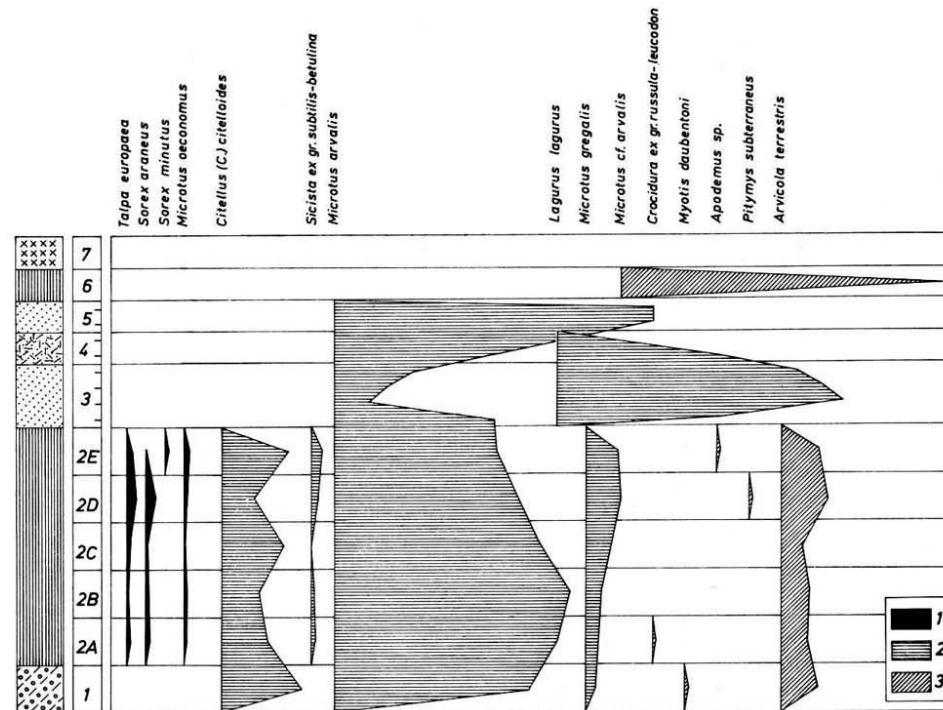 Talpa europaea
Sorex araneus
Sorex minutus
Microtus oeconomus
Citellus (C.) citelloides
Sicista ex gr. subtilis-betulina
Microtus arvalis
Lagurus lagurus
Microtus gregalis
Microtus cf. arvalis
Crocidura ex gr. russula-leucodon
Myotis daubentoni
Apodemus sp.
Pitymys subterraneus
Arvicola terrestris
7
6
5
4
3
2E
2D
2C
2B
2A
1
1
2
3